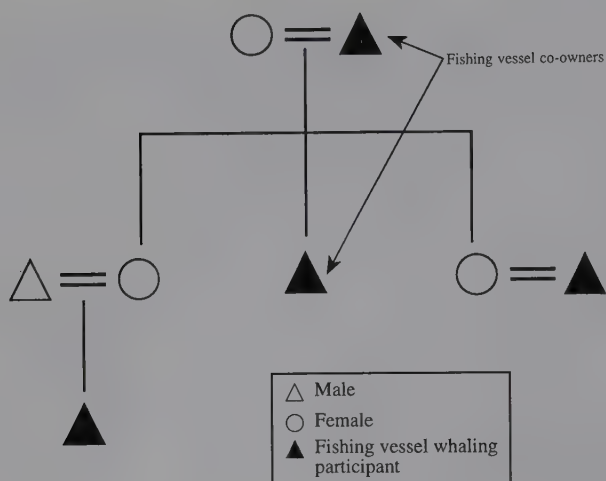 Fishing vessel co-owners
Male
Female
Fishing vessel whaling
participant